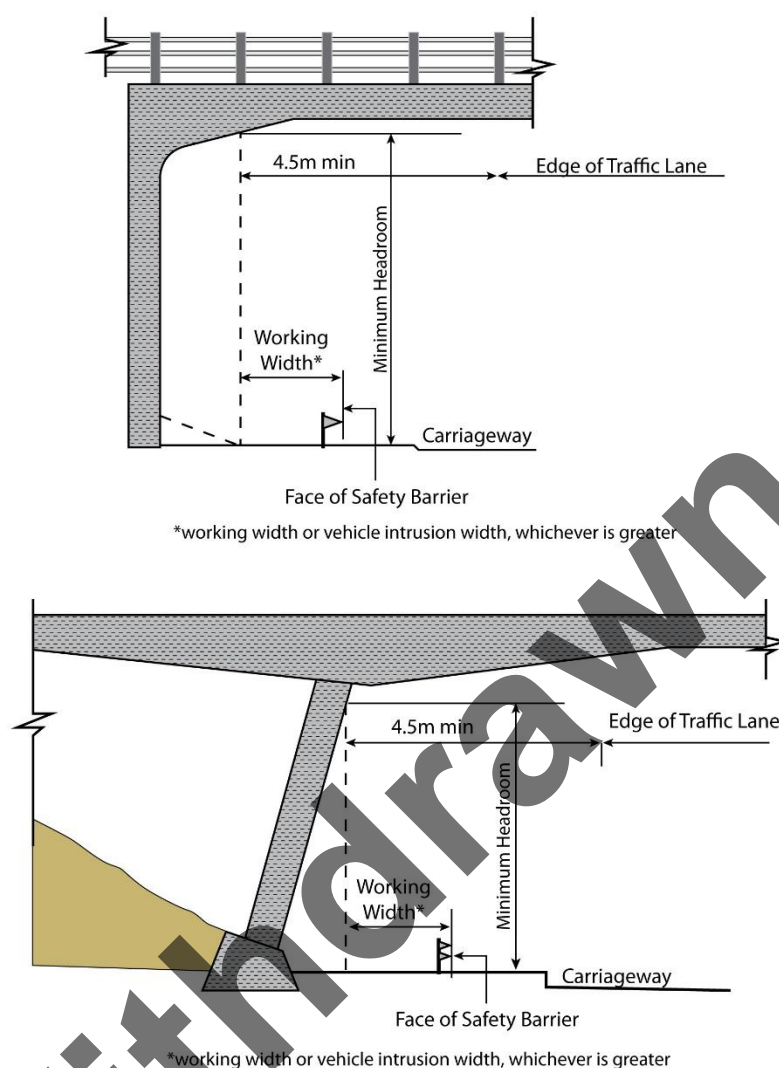 4.5m min
Edge of Traffic Lane
Minimum Headroom
Working
Width*
Carriageway
Face of Safety Barrier
*working width or vehicle intrusion width, whichever is greater
4.5m min
Edge of Traffic Lane
Minimum Headroom
Working
Width*
Carriageway
Face of Safety Barrier
*working width or vehicle intrusion width, whichever is greater
ithdrawn